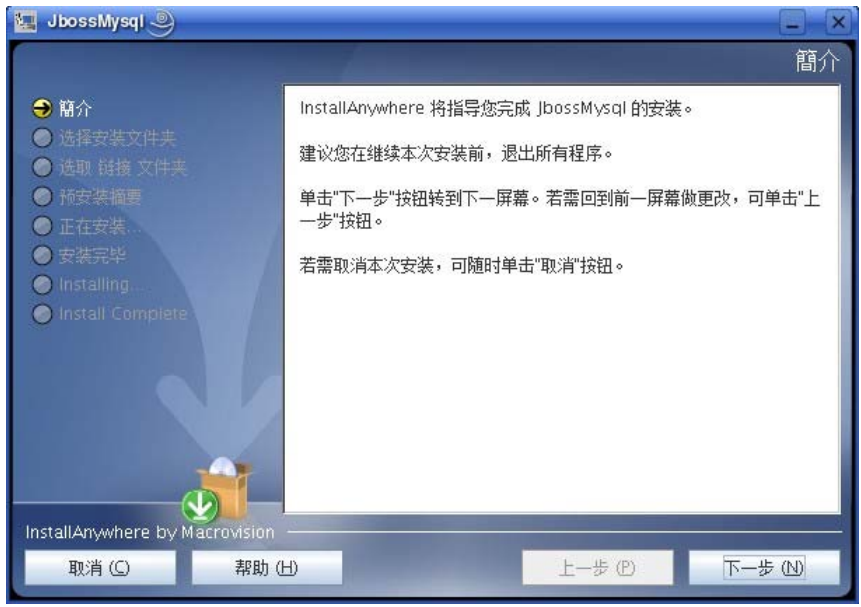 JbossMysql
簡介
簡介
选择安装文件夹
选取 链接 文件夹
预安装摘要
正在安装...
安装完毕
Installing...
Install Complete
InstallAnywhere 将指导您完成 JbossMysql 的安装。
建议您在继续本次安装前，退出所有程序。
单击"下一步"按钮转到下一屏幕。若需回到前一屏幕做更改，可单击"上
一步"按钮。
若需取消本次安装，可随时单击"取消"按钮。
InstallAnywhere by Macrovision
取消 (C)
帮助 (H)
上一步 (P)
下一步 (N)